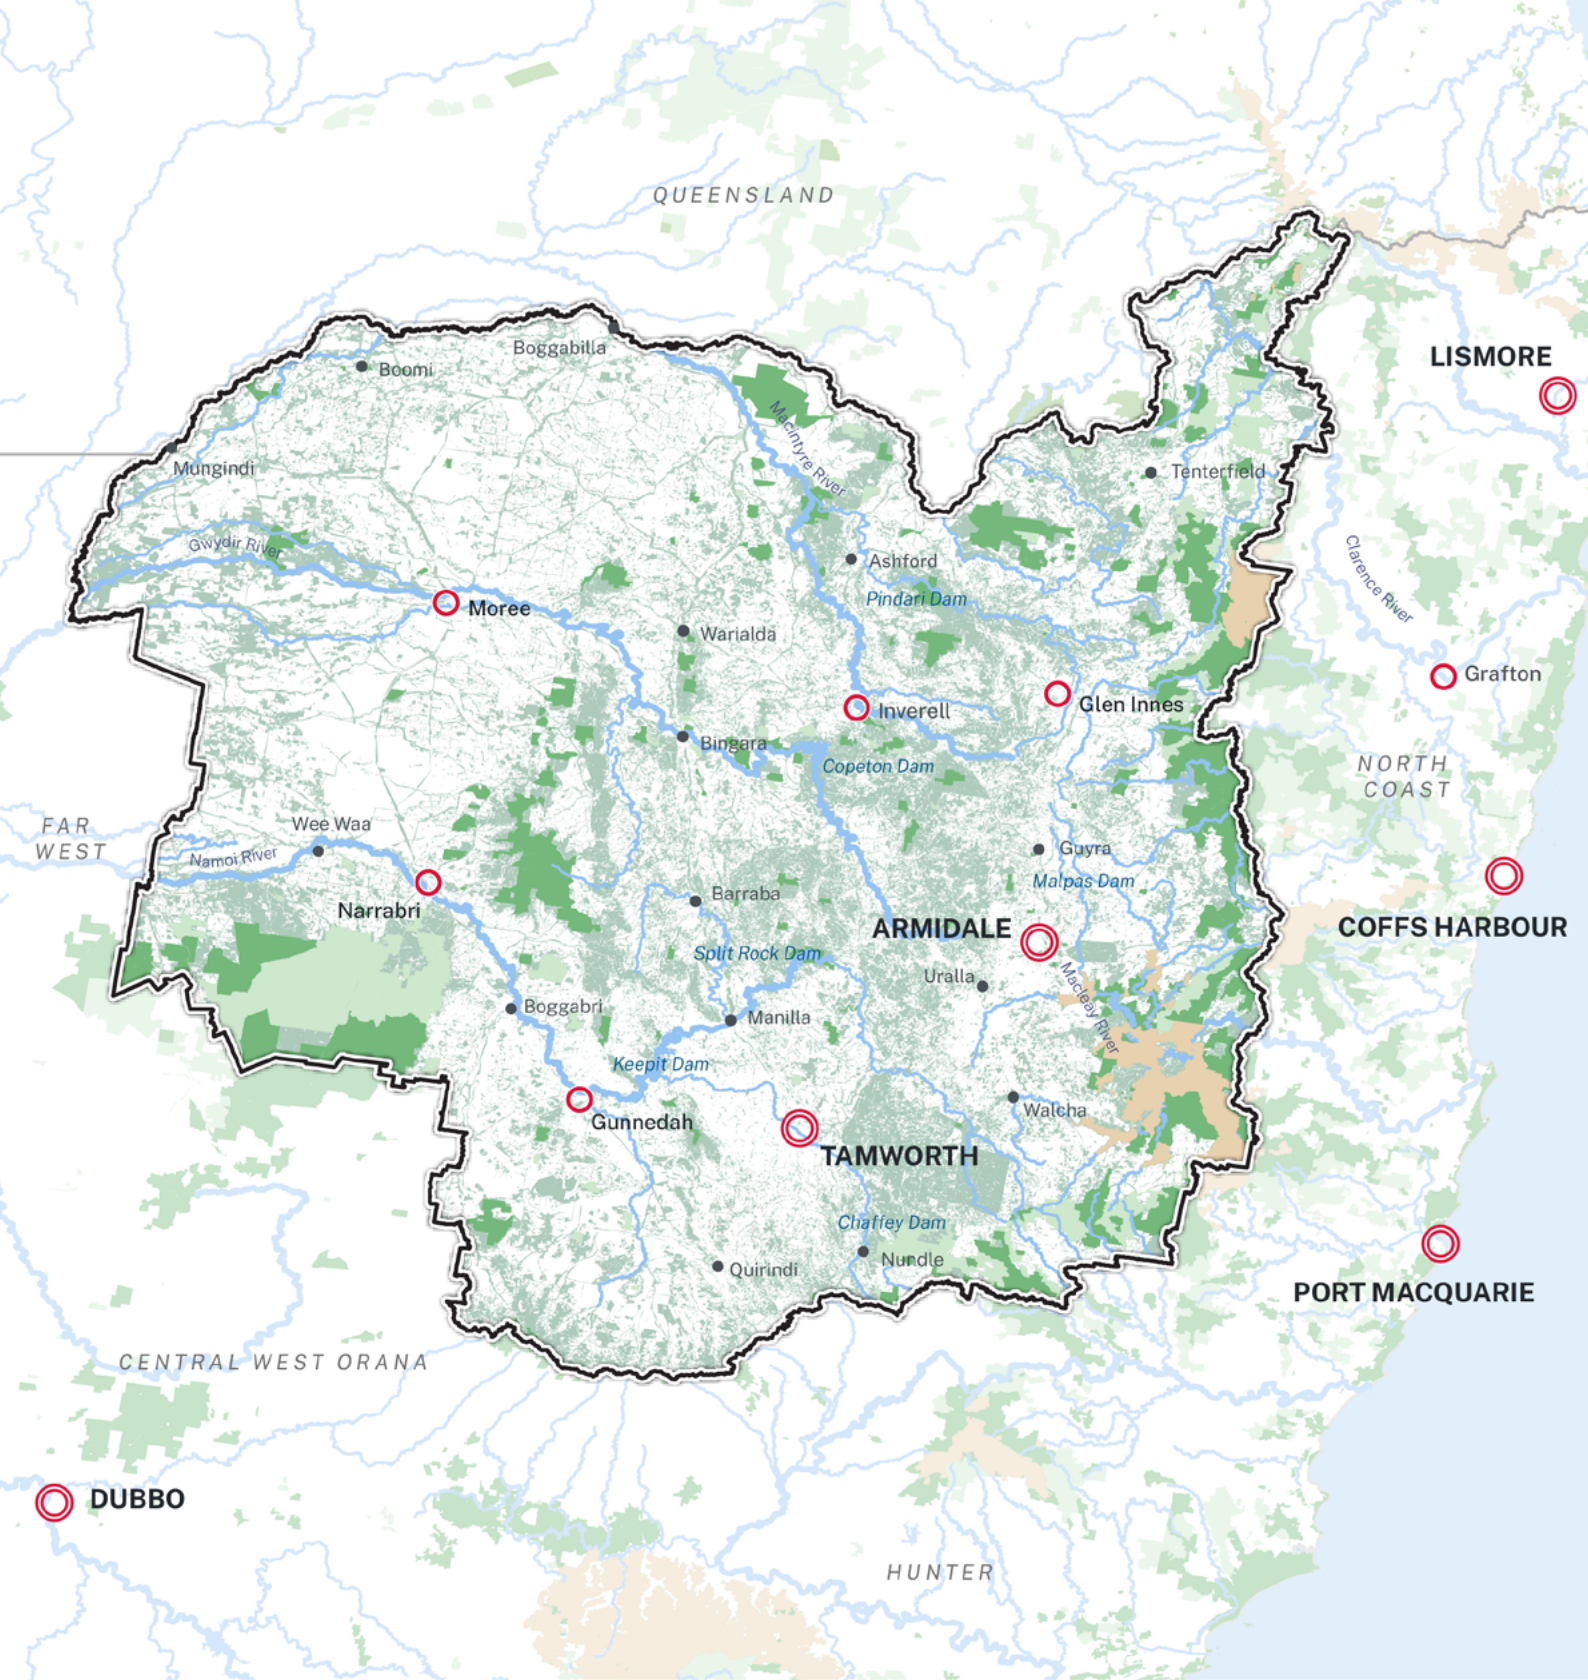 QUEENSLAND
Boggabilla
LISMORE
Boomi
Macintyre River
Mungindi
Tenterfield
Gwydir River
Clarence River
Ashford
Pindari Dam
Moree
Warialda
Grafton
Glen Innes
Inverell
Bingara
Copeton Dam
NORTH
COAST
FAR
WEST
Wee Waa
Namoi River
Guyra
Malpas Dam
Barraba
Narrabri
ARMIDALE
COFFS HARBOUR
Split Rock Dam
Uralla
Macleay River
Boggabri
Manilla
Keepit Dam
Gunnedah
Walcha
TAMWORTH
Chaffey Dam
Nundle
Quirindi
PORT MACQUARIE
CENTRAL WEST ORANA
DUBBO
HUNTER